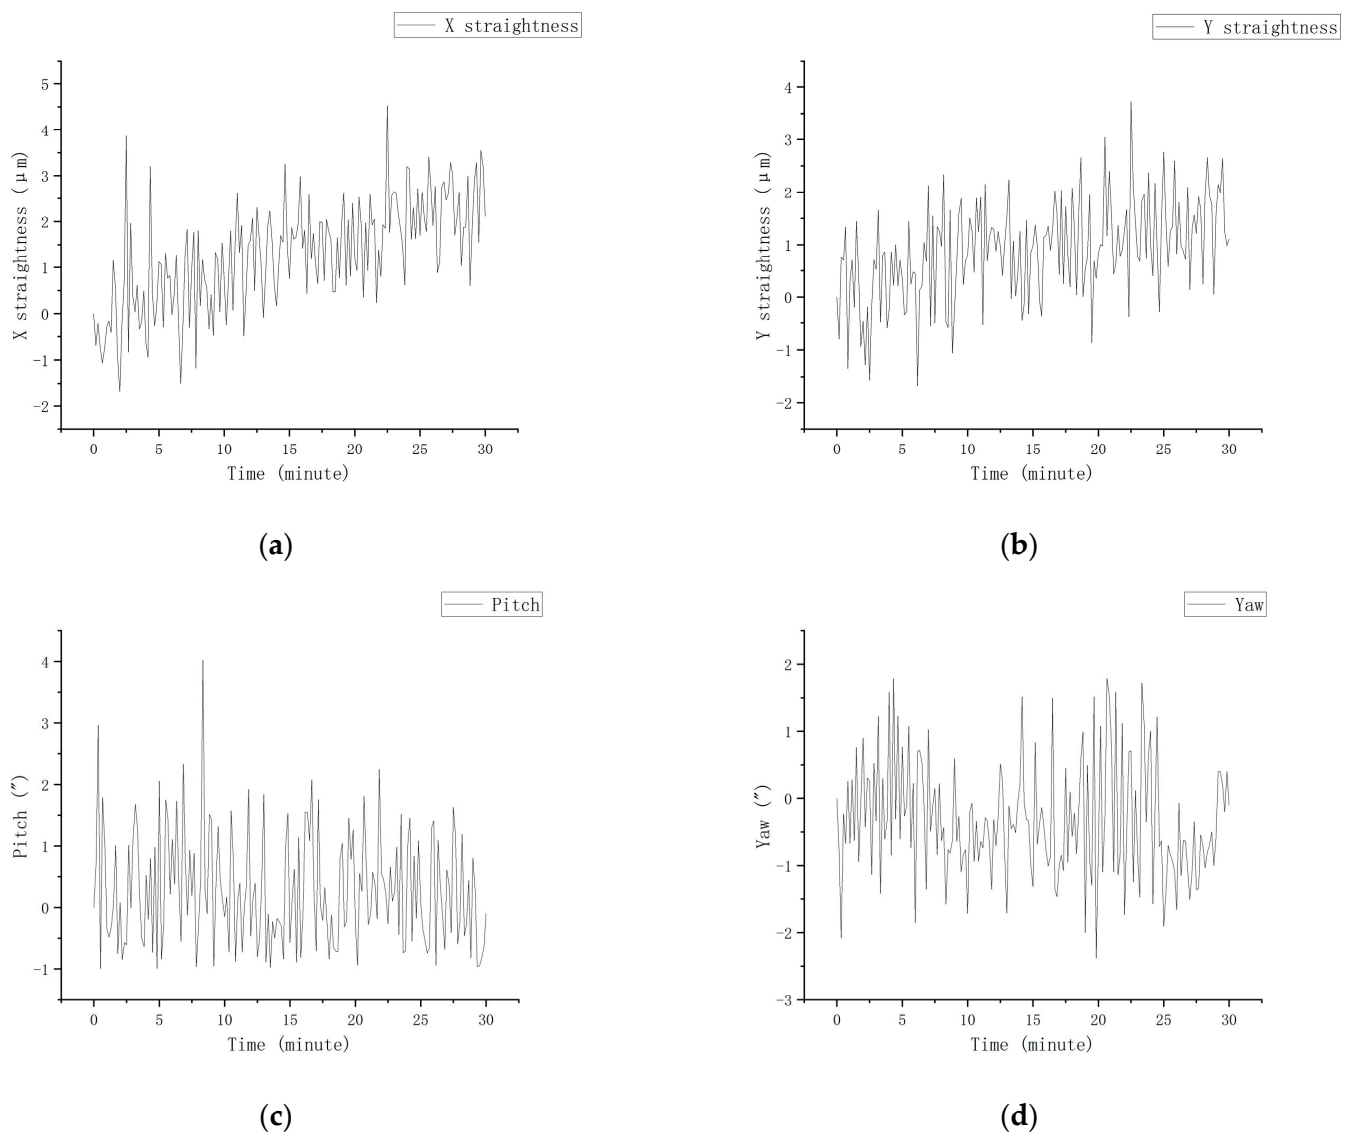 X straightness
X straightness (μm)
5
4
3
2
1
0
−1
−2
0 5 10 15 20 25 30
Time (minute)
(a)
Y straightness
Y straightness (μm)
4
3
2
1
0
−1
−2
0 5 10 15 20 25 30
Time (minute)
(b)
Pitch
Pitch (″)
4
3
2
1
0
−1
0 5 10 15 20 25 30
Time (minute)
(c)
Yaw
Yaw (″)
2
1
0
−1
−2
−3
0 5 10 15 20 25 30
Time (minute)
(d)